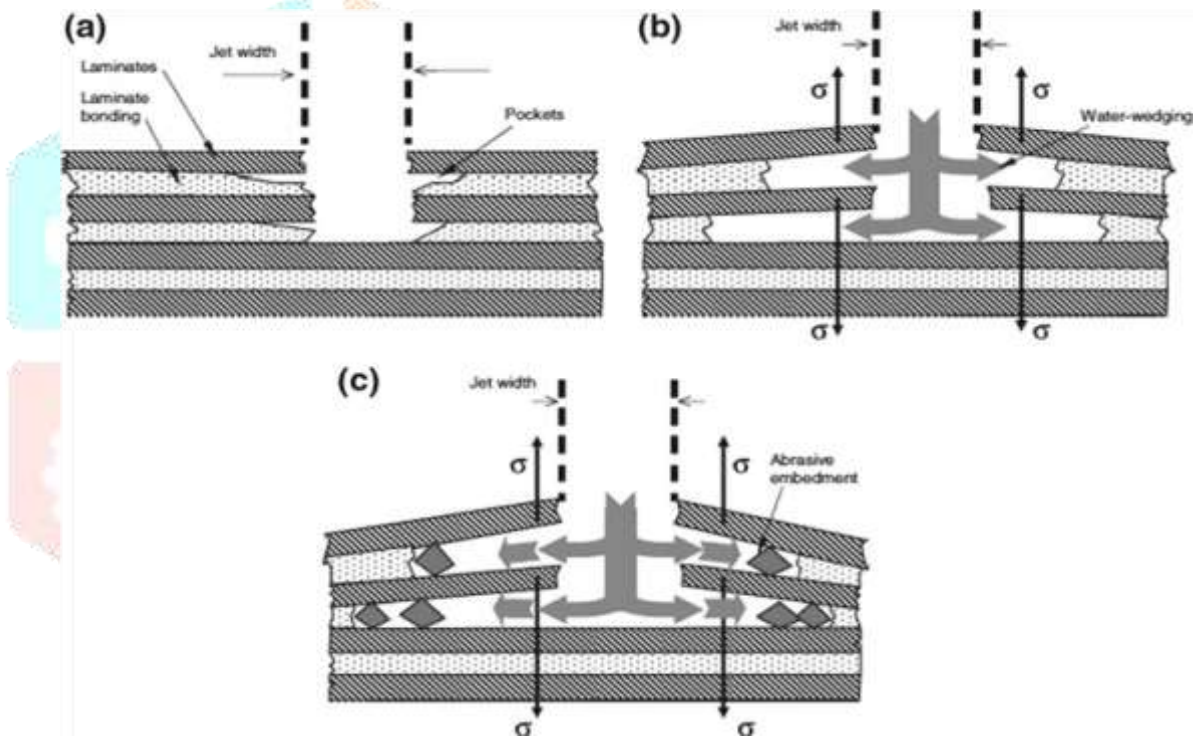 (a)
Jet width
Laminates
Laminate
bonding
Pockets
(b)
Jet width
σ
σ
Water-wedging
σ
σ
(c)
Jet width
σ
σ
Abrasive
embedment
σ
σ